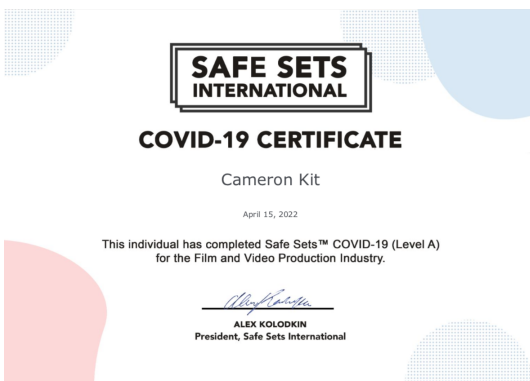 SAFE SETS
INTERNATIONAL
COVID-19 CERTIFICATE
Cameron Kit
April 15, 2022
This individual has completed Safe Sets™ COVID-19 (Level A)
for the Film and Video Production Industry.
ALEX KOLODKIN
President, Safe Sets International